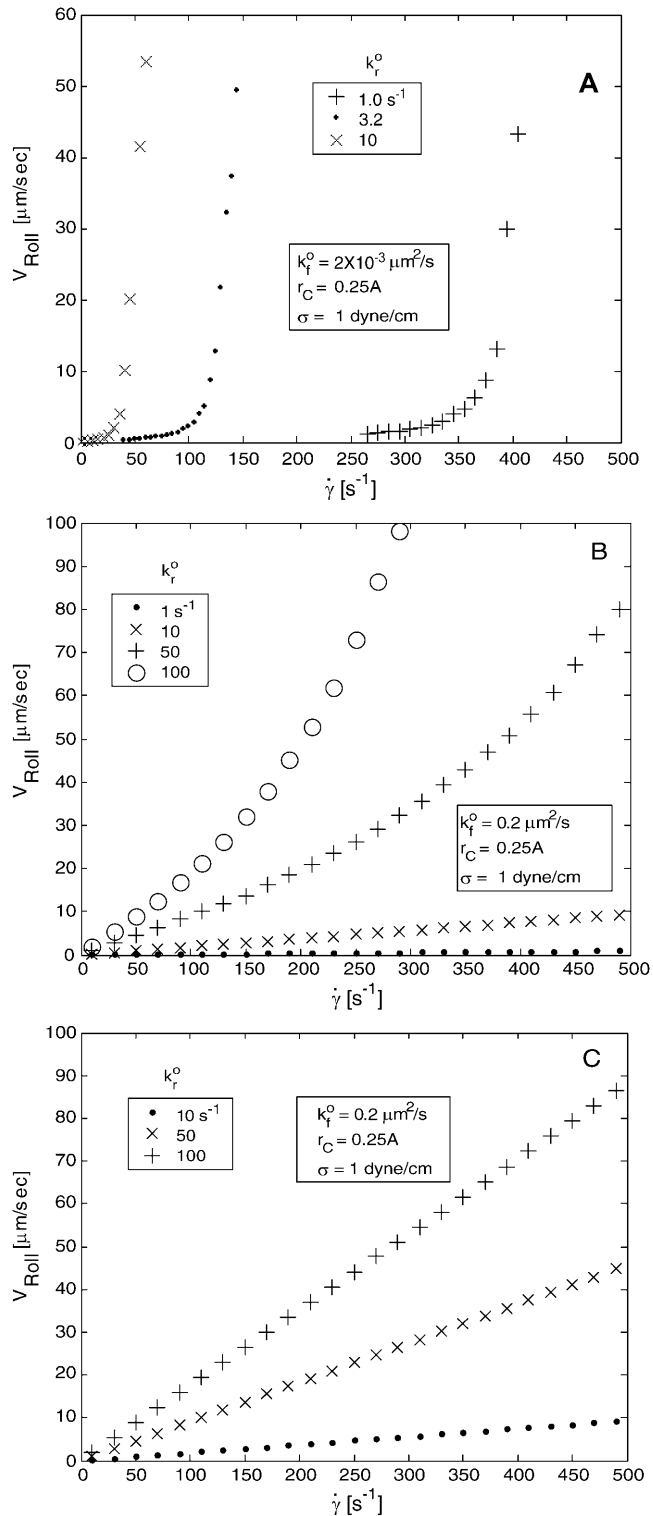 A
60
50
40
30
20
10
0
V_Roll [μm/sec]
k_r^o
+ 1.0 s⁻¹
• 3.2
× 10
k_f^o = 2X10⁻³ μm²/s
r_C = 0.25A
σ = 1 dyne/cm
0 50 100 150 200 250 300 350 400 450 500
γ̇ [s⁻¹]
B
100
90
80
70
60
50
40
30
20
10
0
V_Roll [μm/sec]
k_r^o
• 1 s⁻¹
× 10
+ 50
○ 100
k_f^o = 0.2 μm²/s
r_C = 0.25A
σ = 1 dyne/cm
0 50 100 150 200 250 300 350 400 450 500
γ̇ [s⁻¹]
C
100
90
80
70
60
50
40
30
20
10
0
V_Roll [μm/sec]
k_r^o
• 10 s⁻¹
× 50
+ 100
k_f^o = 0.2 μm²/s
r_C = 0.25A
σ = 1 dyne/cm
0 50 100 150 200 250 300 350 400 450 500
γ̇ [s⁻¹]